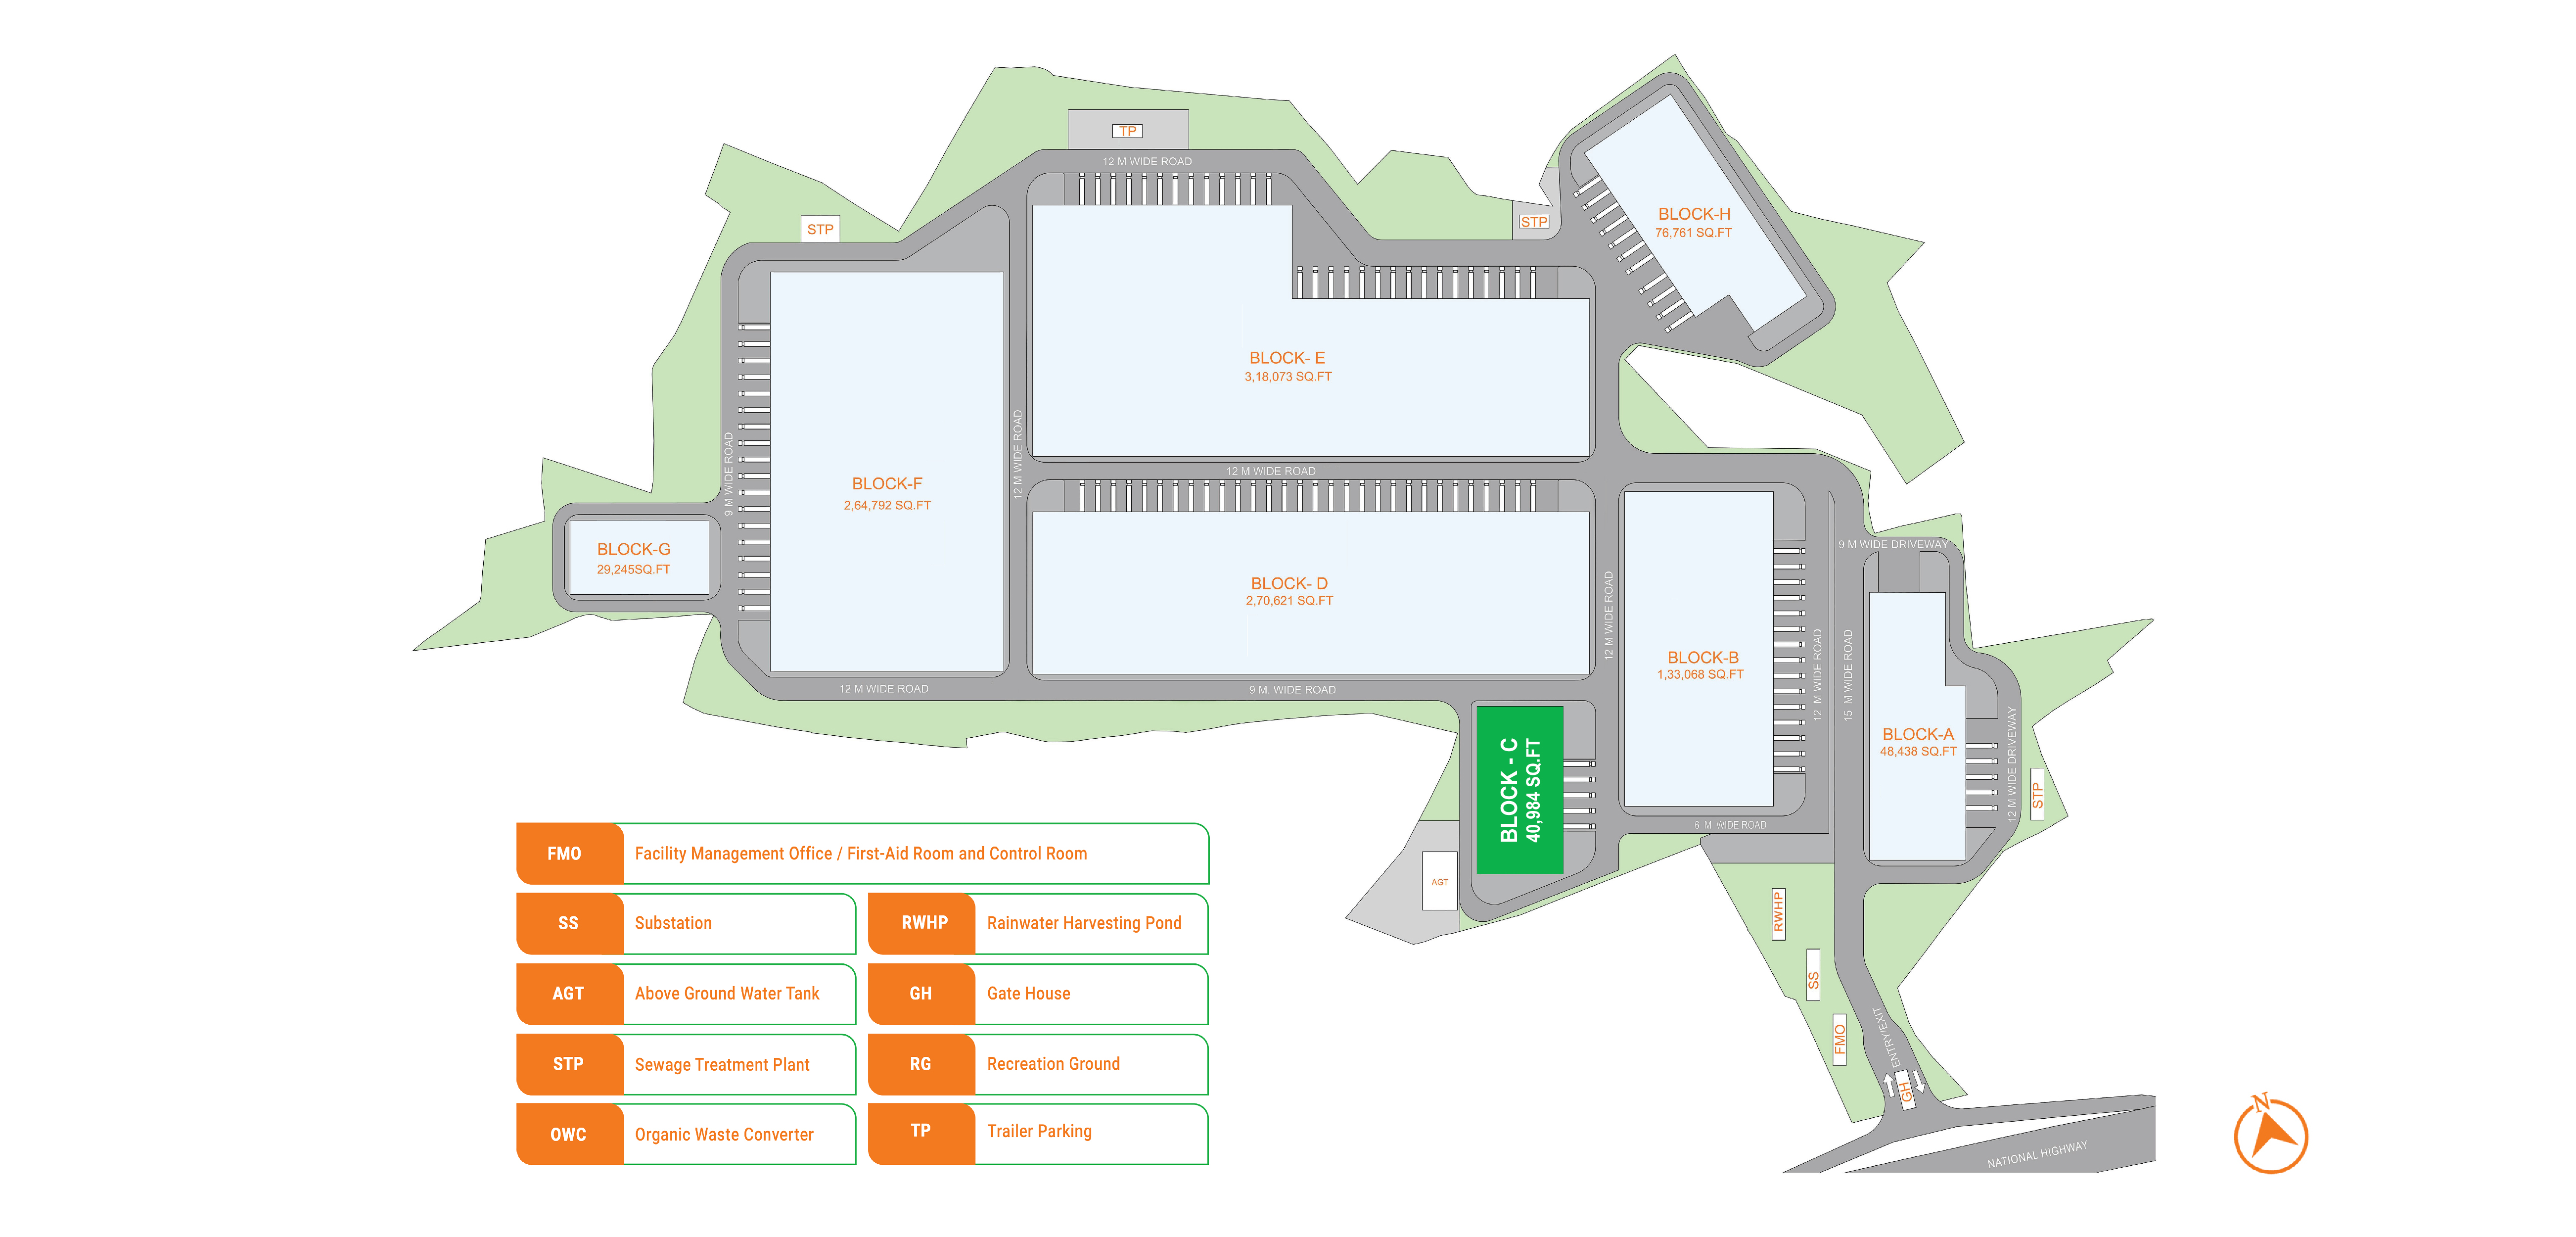 TP
12 M WIDE ROAD
STP
STP
BLOCK-H
76,761 SQ.FT
BLOCK- E
3,18,073 SQ.FT
9 M WIDE ROAD
12 M WIDE ROAD
12 M WIDE ROAD
BLOCK-F
2,64,792 SQ.FT
BLOCK-G
29,245SQ.FT
BLOCK- D
2,70,621 SQ.FT
12 M WIDE ROAD
9 M WIDE DRIVEWAY
BLOCK-B
1,33,068 SQ.FT
12 M WIDE ROAD
15 M WIDE ROAD
12 M WIDE ROAD
9 M. WIDE ROAD
BLOCK-A
48,438 SQ.FT
12 M WIDE DRIVEWAY
STP
BLOCK - C
40,984 SQ.FT
6 M WIDE ROAD
AGT
RWHP
SS
FMO
ENTRY/EXIT
GH
NATIONAL HIGHWAY
N
FMO Facility Management Office / First-Aid Room and Control Room
SS Substation
RWHP Rainwater Harvesting Pond
AGT Above Ground Water Tank
GH Gate House
STP Sewage Treatment Plant
RG Recreation Ground
OWC Organic Waste Converter
TP Trailer Parking